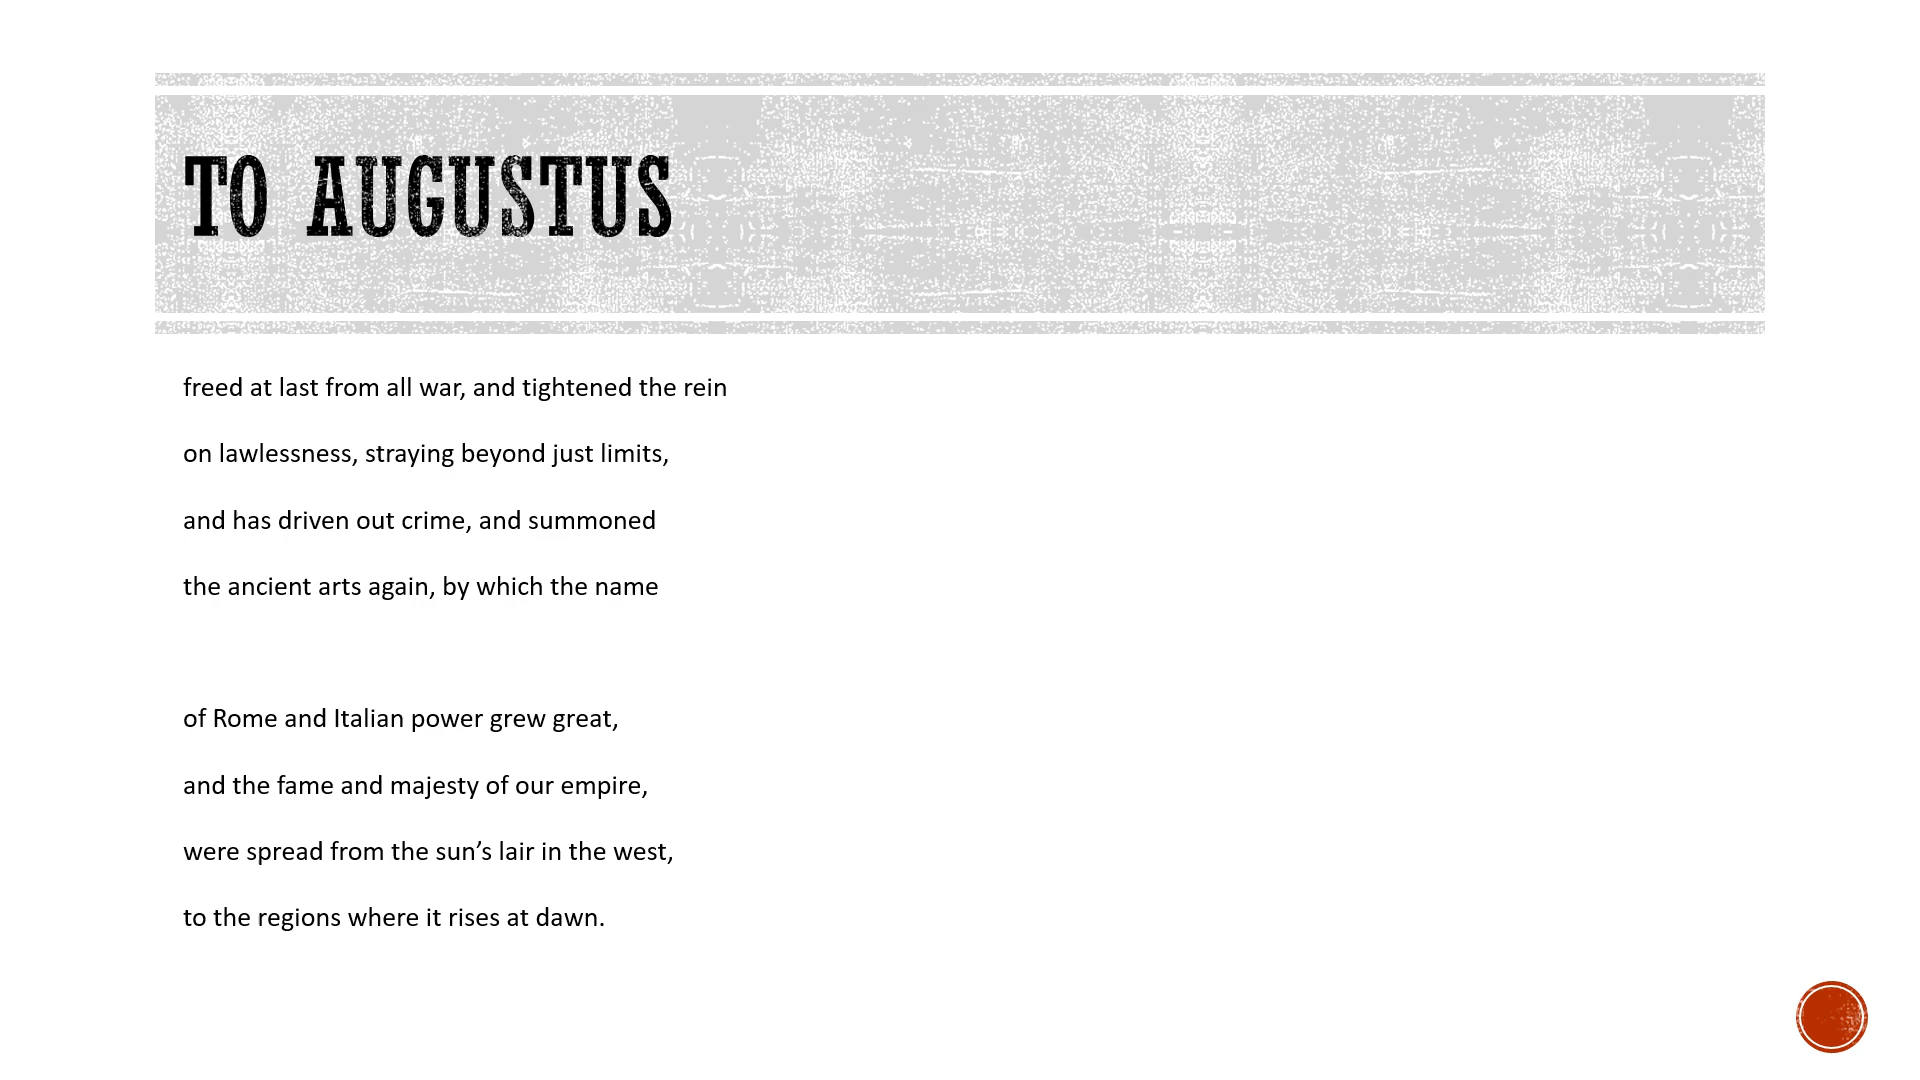 TO AUGUSTUS
freed at last from all war, and tightened the rein
on lawlessness, straying beyond just limits,
and has driven out crime, and summoned
the ancient arts again, by which the name
of Rome and Italian power grew great,
and the fame and majesty of our empire,
were spread from the sun’s lair in the west,
to the regions where it rises at dawn.